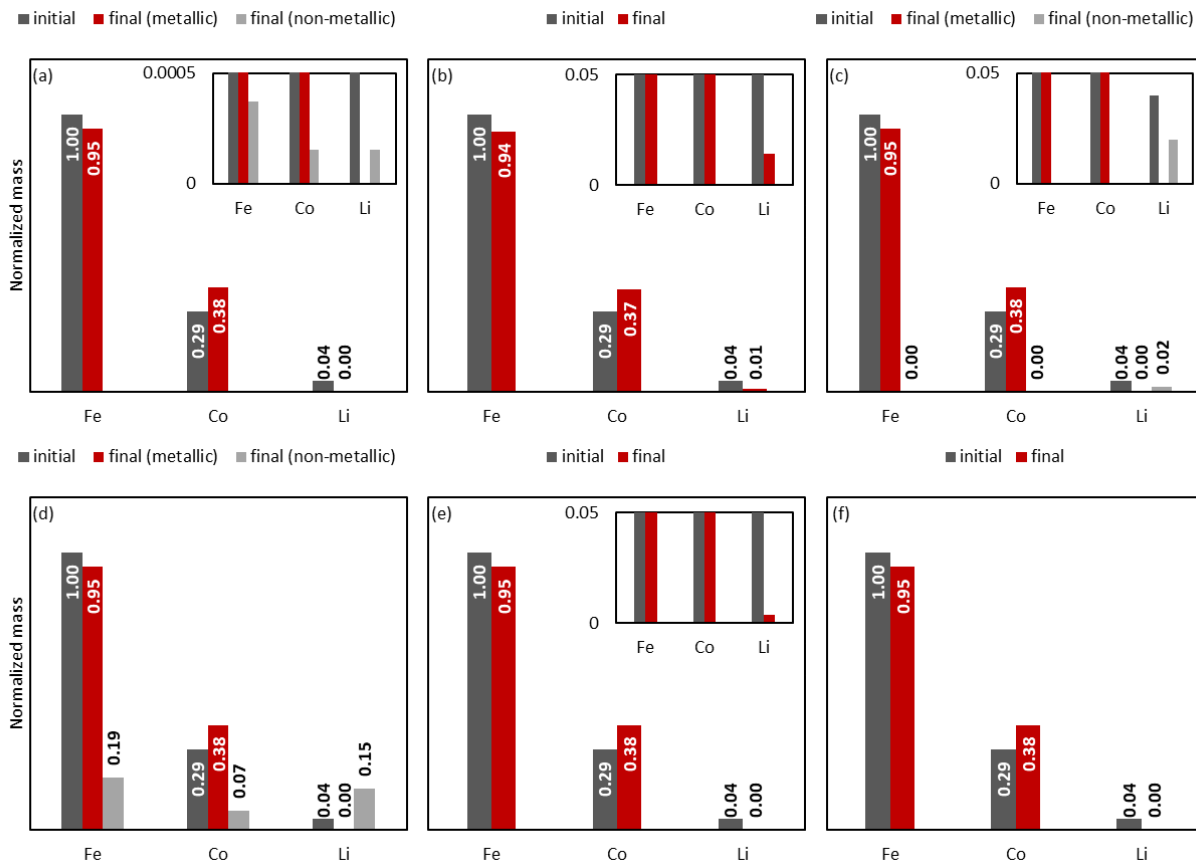 initial final (metallic) final (non-metallic)
initial final
initial final (metallic) final (non-metallic)
Normalized mass
(a)
0.0005
0
Fe Co Li
1.00 0.95
0.29 0.38
0.04 0.00
Fe Co Li
(b)
0.05
0
Fe Co Li
1.00 0.94
0.29 0.37
0.04 0.01
Fe Co Li
(c)
0.05
0
Fe Co Li
1.00 0.95 0.00
0.29 0.38 0.00
0.04 0.00 0.02
Fe Co Li
initial final (metallic) final (non-metallic)
initial final
initial final
Normalized mass
(d)
1.00 0.95 0.19
0.29 0.38 0.07
0.04 0.00 0.15
Fe Co Li
(e)
0.05
0
Fe Co Li
1.00 0.95
0.29 0.38
0.04 0.00
Fe Co Li
(f)
1.00 0.95
0.29 0.38
0.04 0.00
Fe Co Li